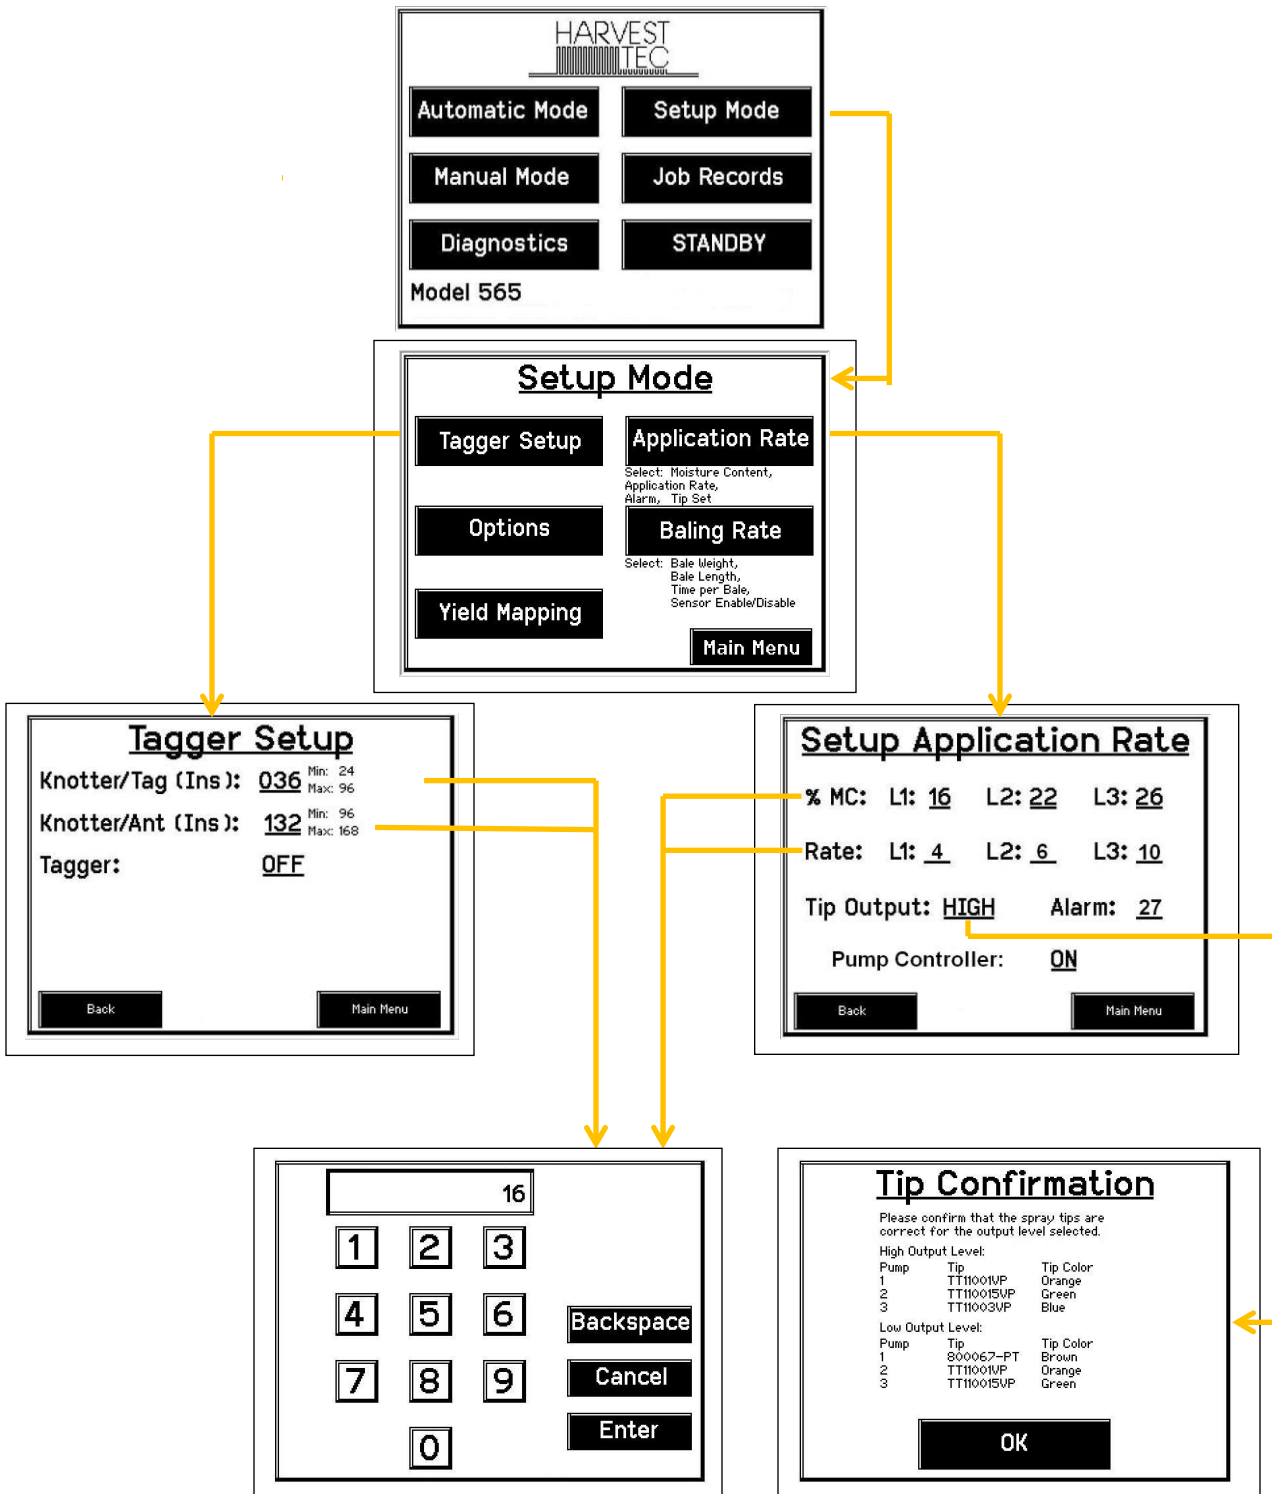 HARVEST
TEC
Automatic Mode
Setup Mode
Manual Mode
Job Records
Diagnostics
STANDBY
Model 565
Setup Mode
Tagger Setup
Application Rate
Select: Moisture Content,
Application Rate,
Alarm, Tip Set
Options
Baling Rate
Select: Bale Weight,
Bale Length,
Time per Bale,
Sensor Enable/Disable
Yield Mapping
Main Menu
Tagger Setup
Knotter/Tag (Ins): 036 Min: 24
Max: 96
Knotter/Ant (Ins): 132 Min: 96
Max: 168
Tagger: OFF
Back
Main Menu
Setup Application Rate
% MC: L1: 16 L2: 22 L3: 26
Rate: L1: 4 L2: 6 L3: 10
Tip Output: HIGH Alarm: 27
Pump Controller: ON
Back
Main Menu
16
1 2 3
4 5 6
7 8 9
0
Backspace
Cancel
Enter
Tip Confirmation
Please confirm that the spray tips are
correct for the output level selected.
High Output Level:
Pump Tip Tip Color
1 TT11001VP Orange
2 TT110015VP Green
3 TT11003VP Blue
Low Output Level:
Pump Tip Tip Color
1 800067-PT Brown
2 TT11001VP Orange
3 TT110015VP Green
OK